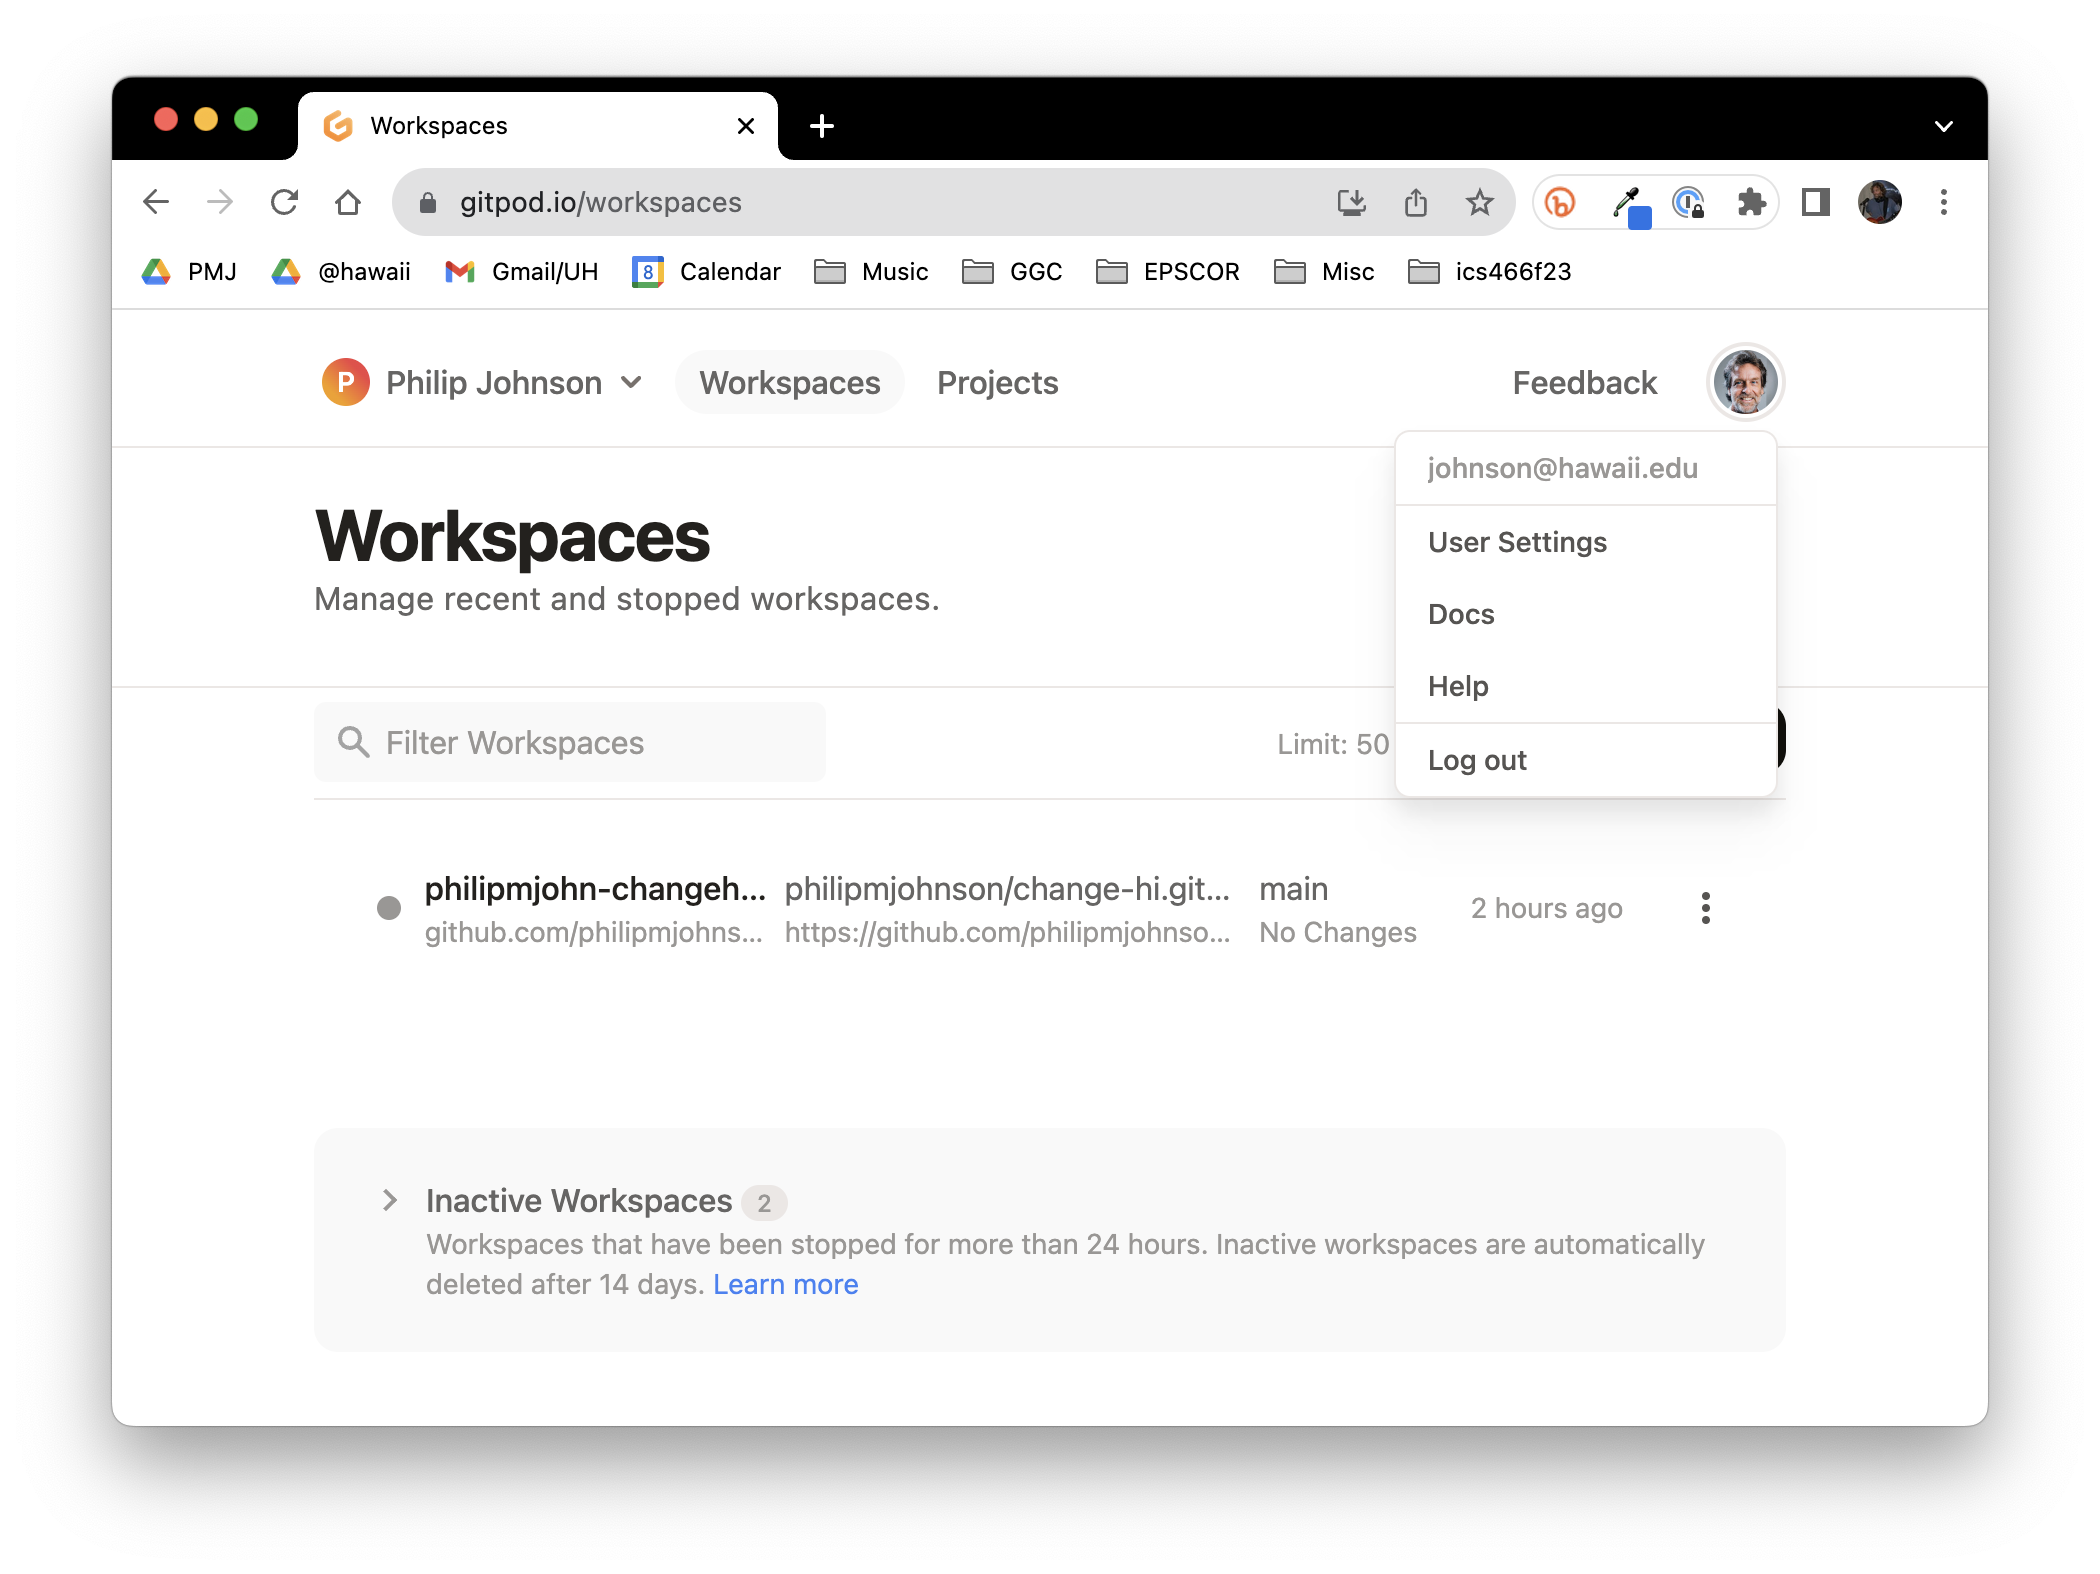 Workspaces
gitpod.io/workspaces
PMJ
@hawaii
Gmail/UH
8
Calendar
Music
GGC
EPSCOR
Misc
ics466f23
P
Philip Johnson
Workspaces
Projects
Feedback
johnson@hawaii.edu
User Settings
Docs
Help
Log out
Workspaces
Manage recent and stopped workspaces.
Filter Workspaces
Limit: 50
philipmjohn-changeh...
philipmjohnson/change-hi.git...
main
2 hours ago
github.com/philipmjohns...
https://github.com/philipmjohnso...
No Changes
Inactive Workspaces 2
Workspaces that have been stopped for more than 24 hours. Inactive workspaces are automatically
deleted after 14 days. Learn more